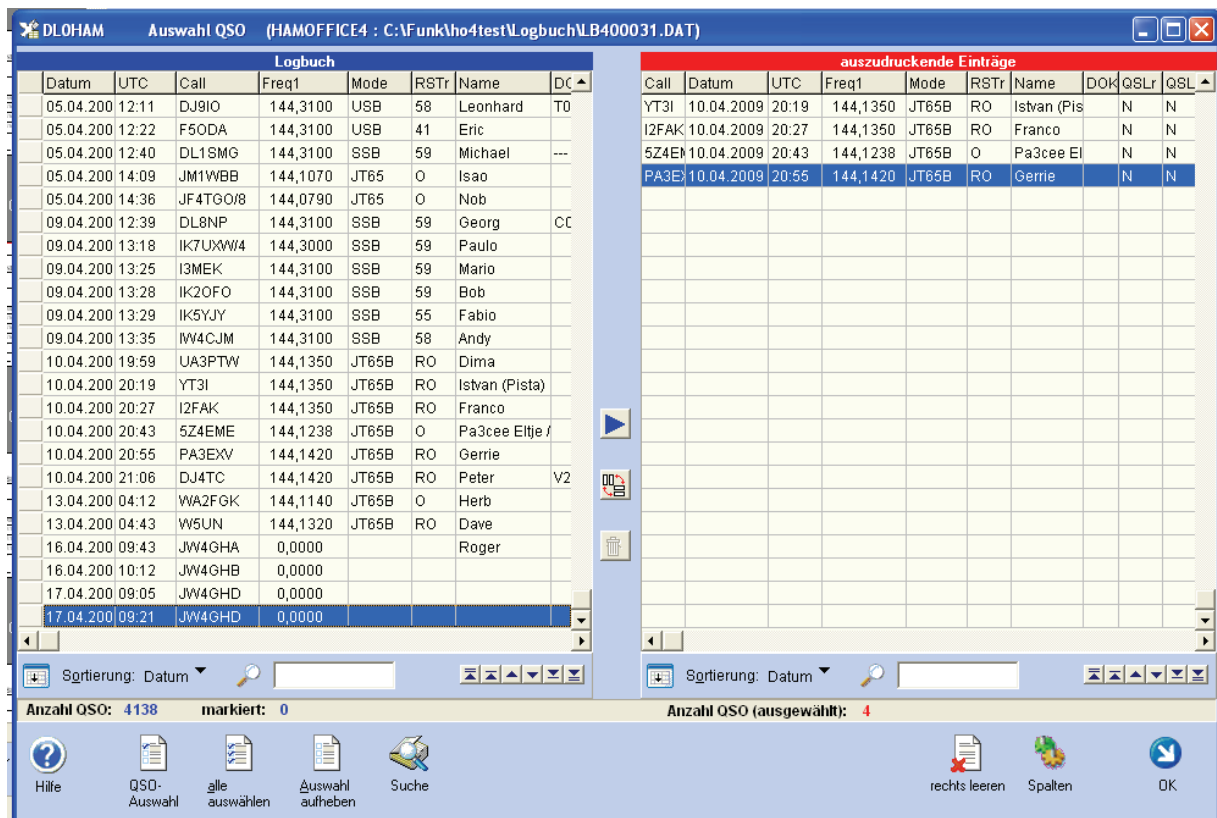 DL0HAM Auswahl QSO (HAMOFFICE4 : C:\Funk\ho4test\Logbuch\LB400031.DAT)
Logbuch
Datum UTC Call Freq1 Mode RSTr Name DO
05.04.200 12:11 DJ9IO 144,3100 USB 58 Leonhard T0
05.04.200 12:22 F5ODA 144,3100 USB 41 Eric
05.04.200 12:40 DL1SMG 144,3100 SSB 59 Michael ---
05.04.200 14:09 JM1WBB 144,1070 JT65 O Isao
05.04.200 14:36 JF4TGO/8 144,0790 JT65 O Nob
09.04.200 12:39 DL8NP 144,3100 SSB 59 Georg C0
09.04.200 13:18 IK7UXW/4 144,3000 SSB 59 Paulo
09.04.200 13:25 I3MEK 144,3100 SSB 59 Mario
09.04.200 13:28 IK2OFO 144,3100 SSB 59 Bob
09.04.200 13:29 IK5YJY 144,3100 SSB 55 Fabio
09.04.200 13:35 IW4CJM 144,3100 SSB 58 Andy
10.04.200 19:59 UA3PTW 144,1350 JT65B RO Dima
10.04.200 20:19 YT3I 144,1350 JT65B RO Istvan (Pista)
10.04.200 20:27 I2FAK 144,1350 JT65B RO Franco
10.04.200 20:43 5Z4EME 144,1238 JT65B O Pa3cee Eltje /
10.04.200 20:55 PA3EXV 144,1420 JT65B RO Gerrie
10.04.200 21:06 DJ4TC 144,1420 JT65B RO Peter V2
13.04.200 04:12 WA2FGK 144,1140 JT65B O Herb
13.04.200 04:43 W5UN 144,1320 JT65B RO Dave
16.04.200 09:43 JW4GHA 0,0000 Roger
16.04.200 10:12 JW4GHB 0,0000
17.04.200 09:05 JW4GHD 0,0000
17.04.200 09:21 JW4GHD 0,0000
Sortierung: Datum
Anzahl QSO: 4138 markiert: 0
auszudruckende Einträge
Call Datum UTC Freq1 Mode RSTr Name DOK QSLr QSL
YT3I 10.04.2009 20:19 144,1350 JT65B RO Istvan (Pis N N
I2FAK 10.04.2009 20:27 144,1350 JT65B RO Franco N N
5Z4EM 10.04.2009 20:43 144,1238 JT65B O Pa3cee El N N
PA3EX 10.04.2009 20:55 144,1420 JT65B RO Gerrie N N
Sortierung: Datum
Anzahl QSO (ausgewählt): 4
Hilfe
QSO-
Auswahl
alle
auswählen
Auswahl
aufheben
Suche
rechts leeren
Spalten
OK